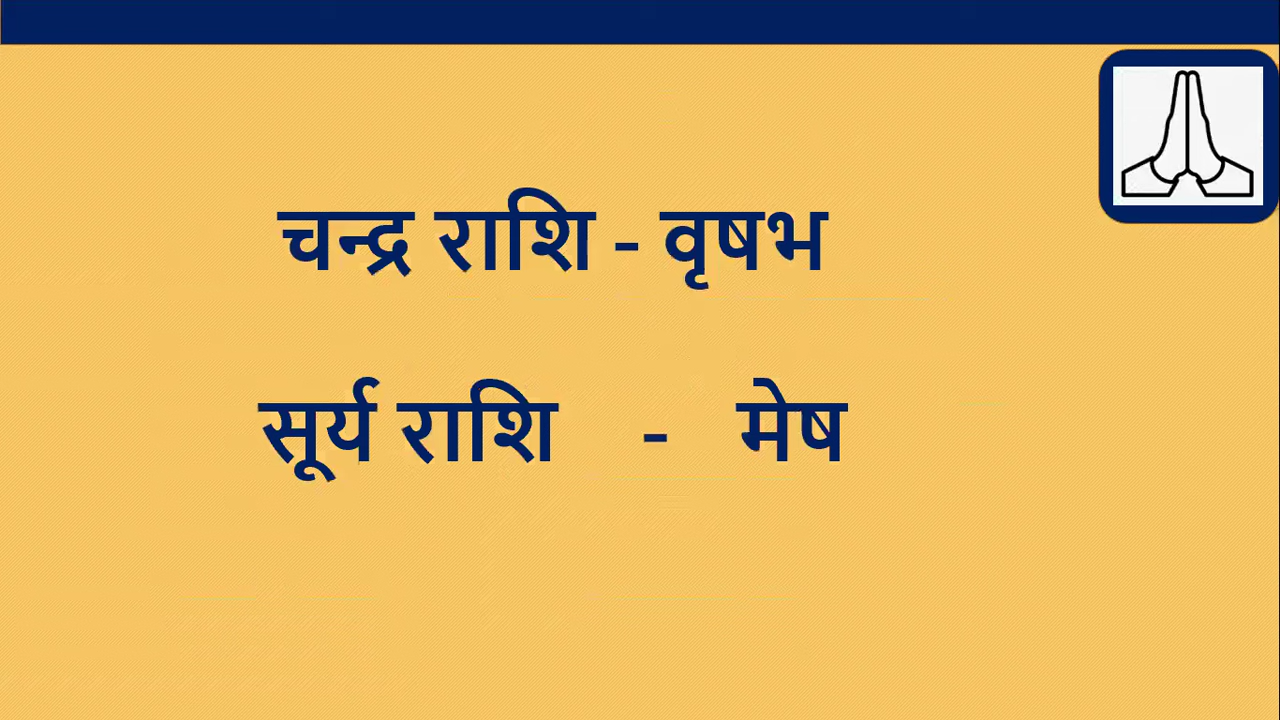 चन्द्र राशि - वृषभ
सूर्य राशि - मेष